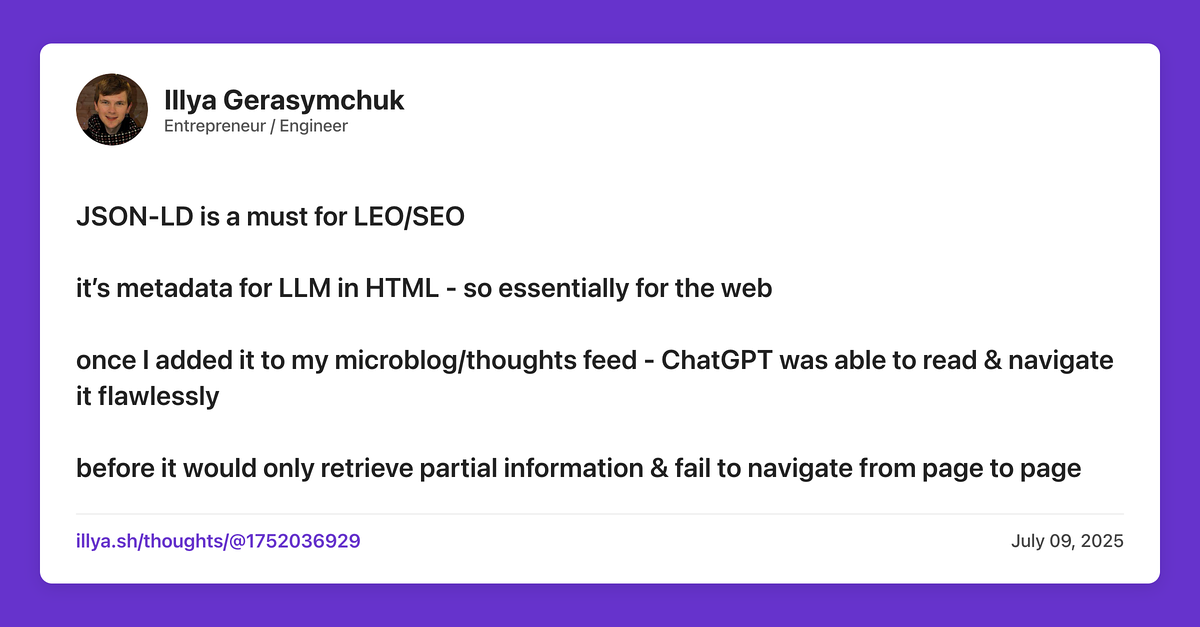 Illya Gerasymchuk
Entrepreneur / Engineer
JSON-LD is a must for LEO/SEO
it’s metadata for LLM in HTML - so essentially for the web
once I added it to my microblog/thoughts feed - ChatGPT was able to read & navigate
it flawlessly
before it would only retrieve partial information & fail to navigate from page to page
illya.sh/thoughts/@1752036929
July 09, 2025